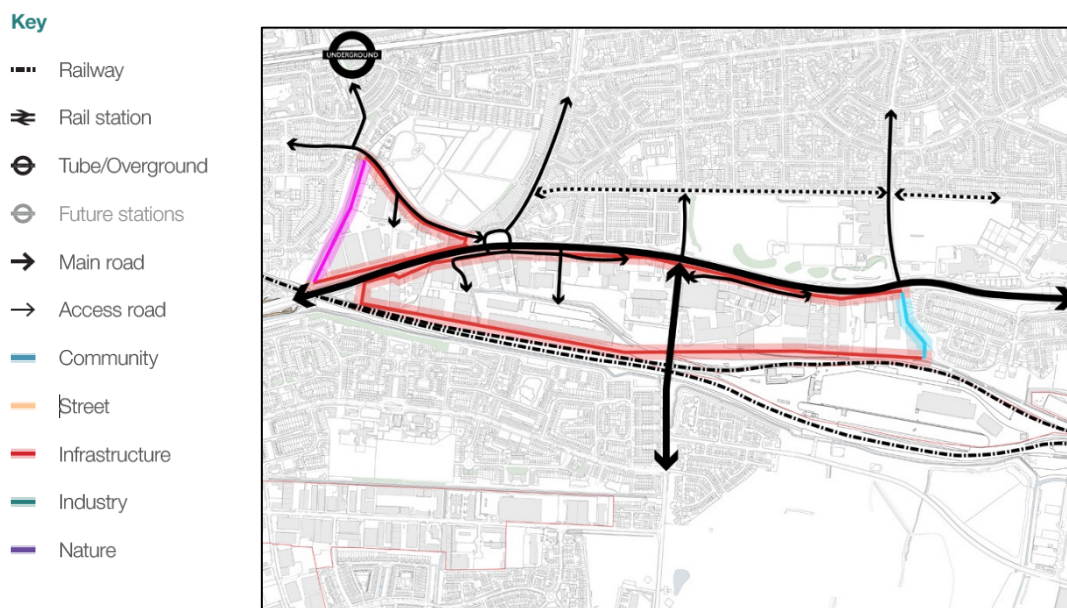 Key
Railway
Rail station
Tube/Overground
Future stations
Main road
Access road
Community
Street
Infrastructure
Industry
Nature
UNDERGROUND